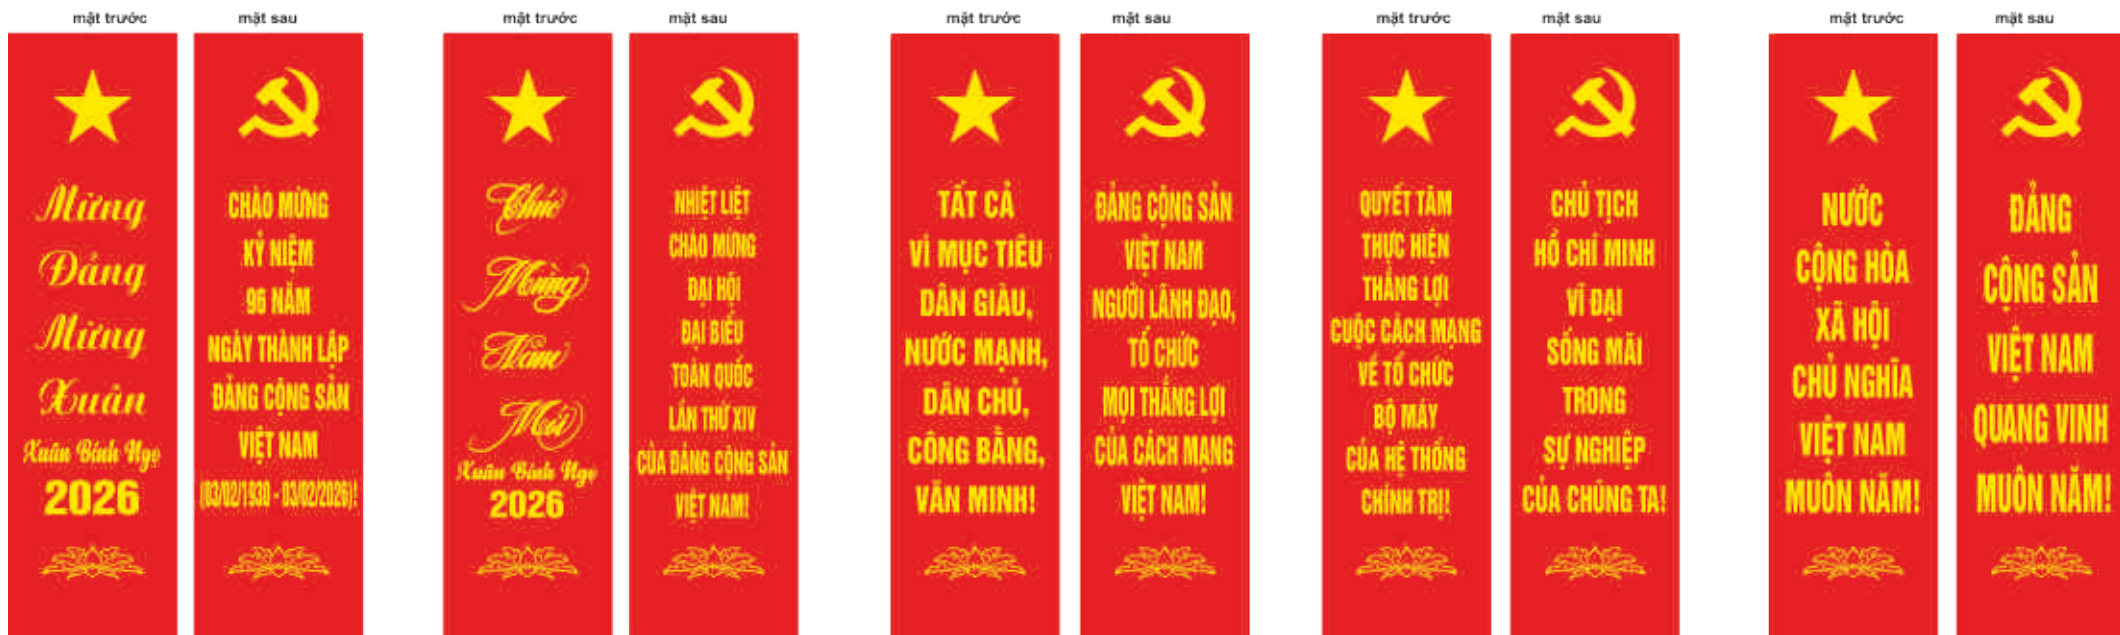 mặt trước
Mừng
Đảng
Mừng
Xuân
Xuân Bính Ngọ
2026
mặt sau
CHÀO MỪNG
KỶ NIỆM
96 NĂM
NGÀY THÀNH LẬP
ĐẢNG CỘNG SẢN
VIỆT NAM
(03/02/1930 - 03/02/2026)!
mặt trước
Chúc
Mừng
Năm
Mới
Xuân Bính Ngọ
2026
mặt sau
NHIỆT LIỆT
CHÀO MỪNG
ĐẠI HỘI
ĐẠI BIỂU
TOÀN QUỐC
LẦN THỨ XIV
CỦA ĐẢNG CỘNG SẢN
VIỆT NAM!
mặt trước
TẤT CẢ
VÌ MỤC TIÊU
DÂN GIÀU,
NƯỚC MẠNH,
DÂN CHỦ,
CÔNG BẰNG,
VĂN MINH!
mặt sau
ĐẢNG CỘNG SẢN
VIỆT NAM
NGƯỜI LÃNH ĐẠO,
TỔ CHỨC
MỌI THẮNG LỢI
CỦA CÁCH MẠNG
VIỆT NAM!
mặt trước
QUYẾT TÂM
THỰC HIỆN
THẮNG LỢI
CUỘC CÁCH MẠNG
VỀ TỔ CHỨC
BỘ MÁY
CỦA HỆ THỐNG
CHÍNH TRỊ!
mặt sau
CHỦ TỊCH
HỒ CHÍ MINH
VĨ ĐẠI
SỐNG MÃI
TRONG
SỰ NGHIỆP
CỦA CHÚNG TA!
mặt trước
NƯỚC
CỘNG HÒA
XÃ HỘI
CHỦ NGHĨA
VIỆT NAM
MUÔN NĂM!
mặt sau
ĐẢNG
CỘNG SẢN
VIỆT NAM
QUANG VINH
MUÔN NĂM!